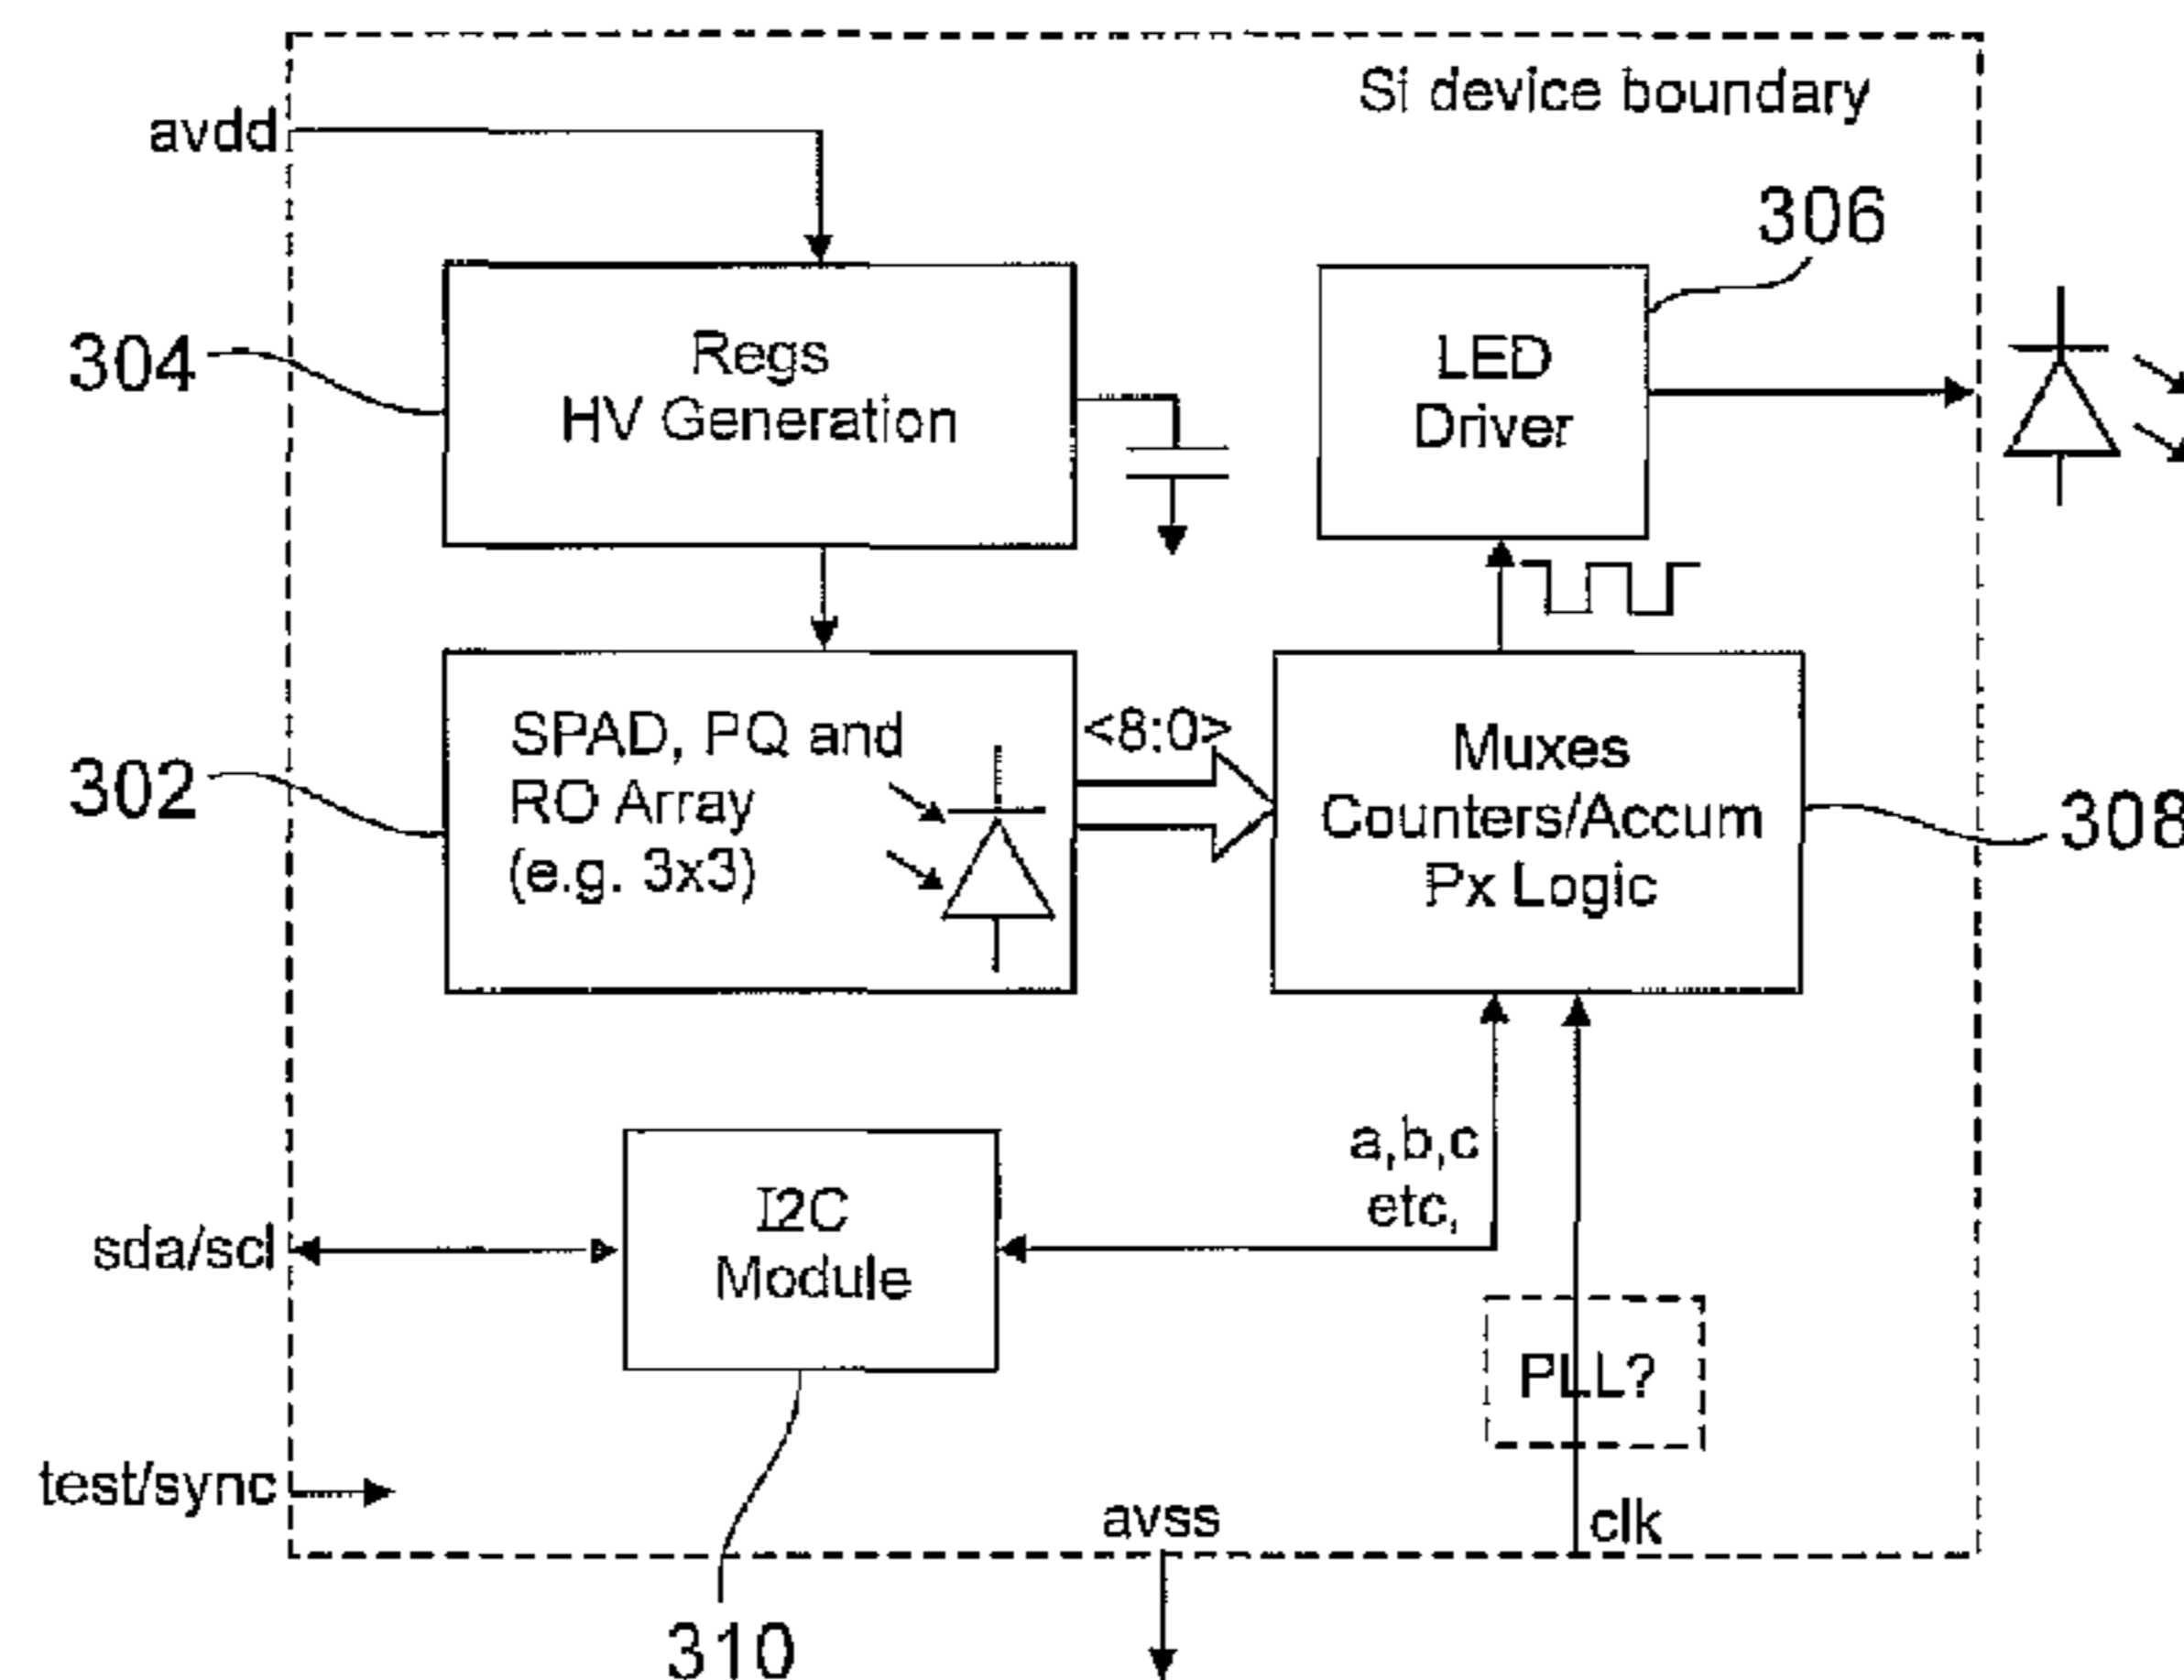 Si device boundary
avdd
306
304
Regs
HV Generation
LED
Driver
302
SPAD, PQ and
RO Array
(e.g. 3x3)
<8:0>
Muxes
Counters/Accum
Px Logic
308
a,b,c
etc,
sda/scl
I2C
Module
PLL?
test/sync
avss
clk
310